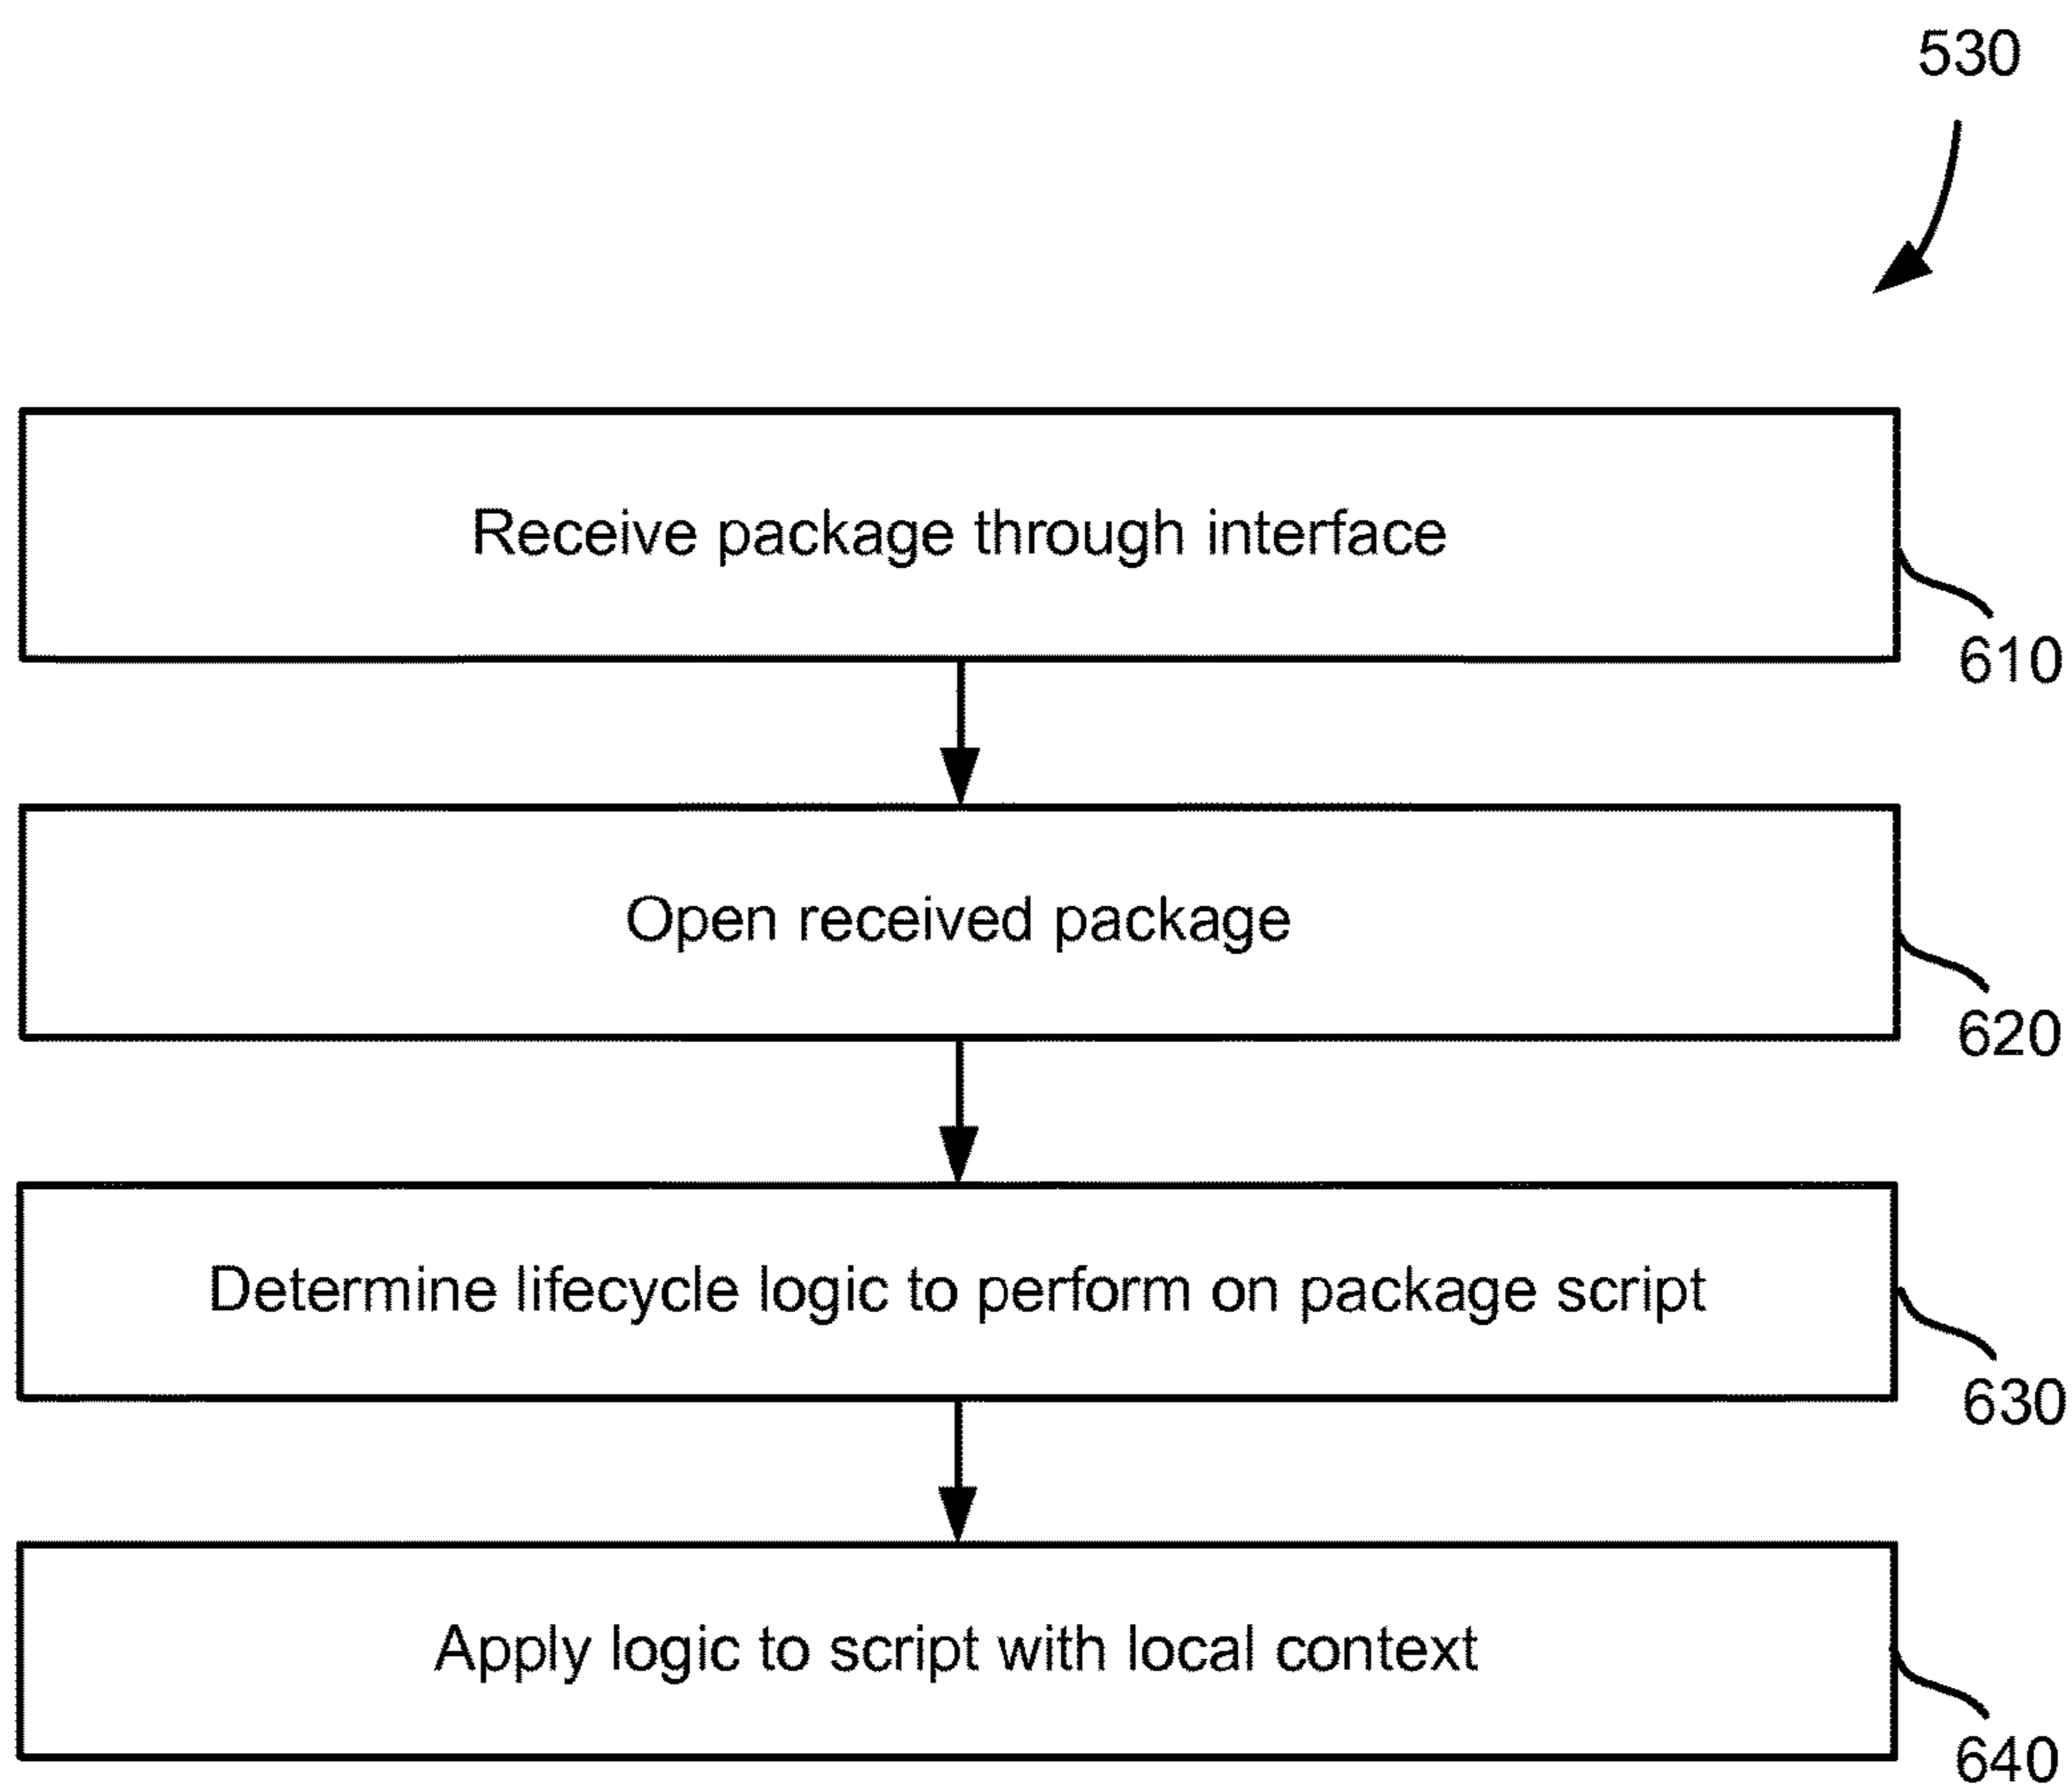 530
Receive package through interface
610
Open received package
620
Determine lifecycle logic to perform on package script
630
Apply logic to script with local context
640